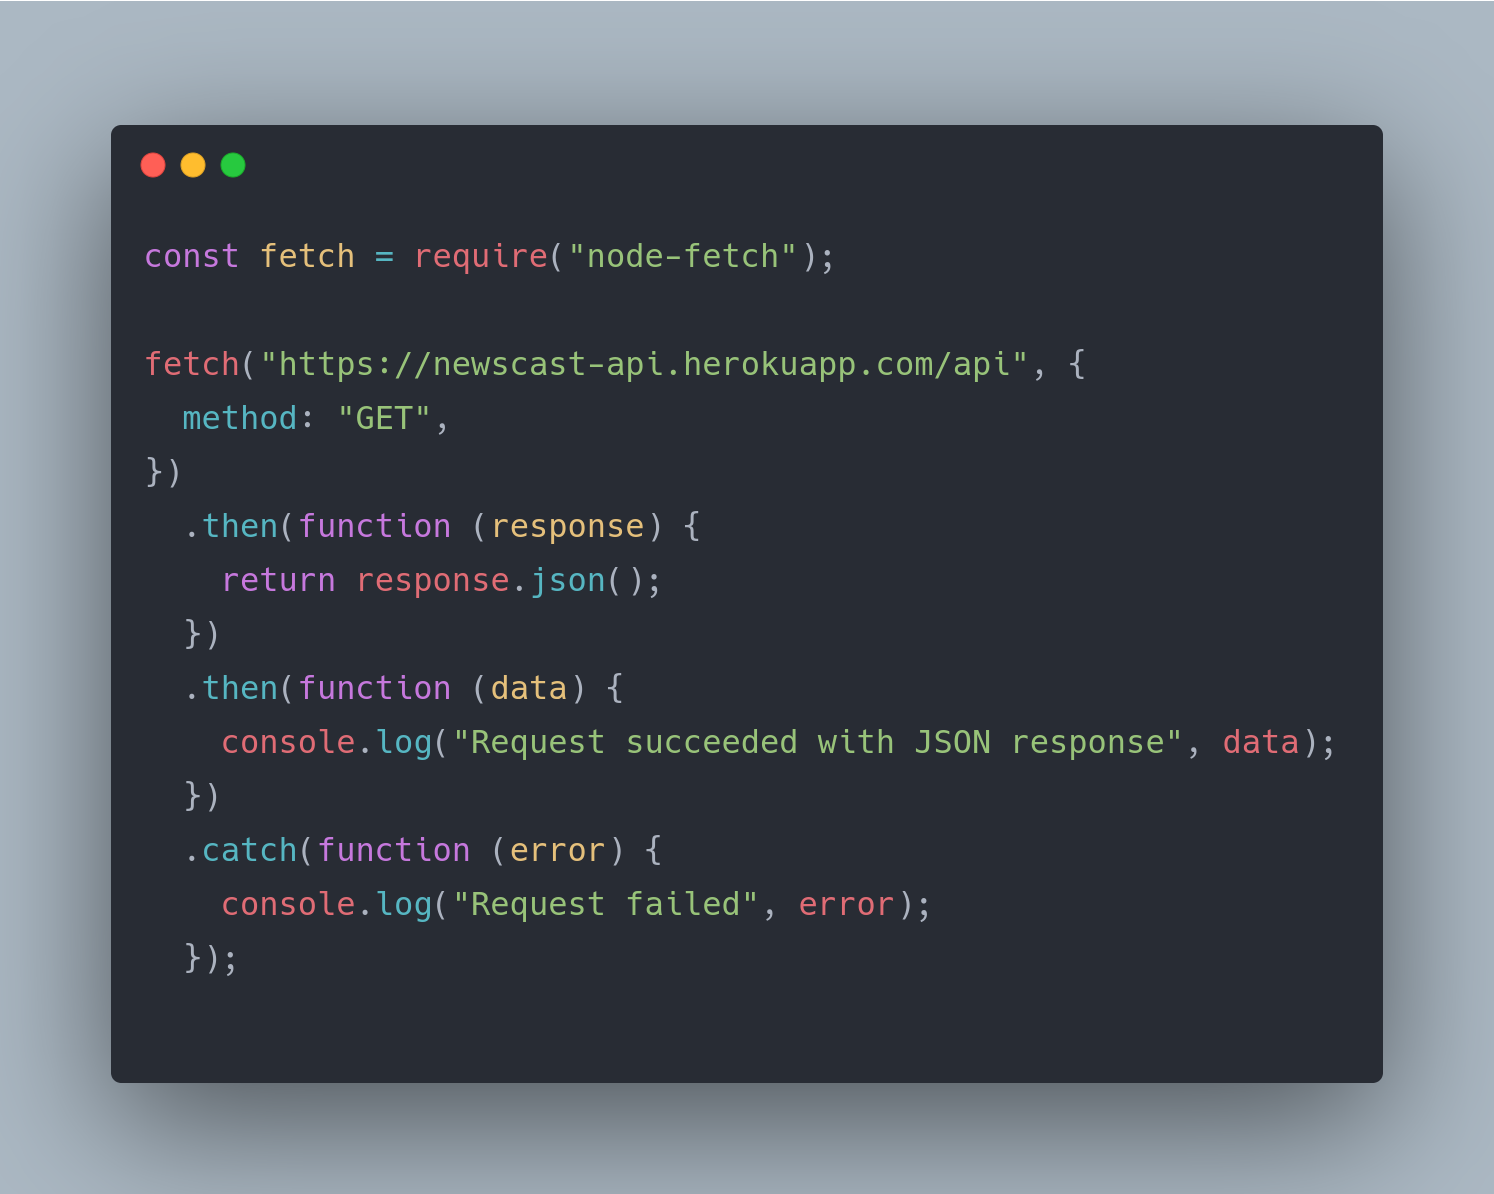 const fetch = require("node-fetch");

fetch("https://newscast-api.herokuapp.com/api", {
  method: "GET",
})
  .then(function (response) {
    return response.json();
  })
  .then(function (data) {
    console.log("Request succeeded with JSON response", data);
  })
  .catch(function (error) {
    console.log("Request failed", error);
  });